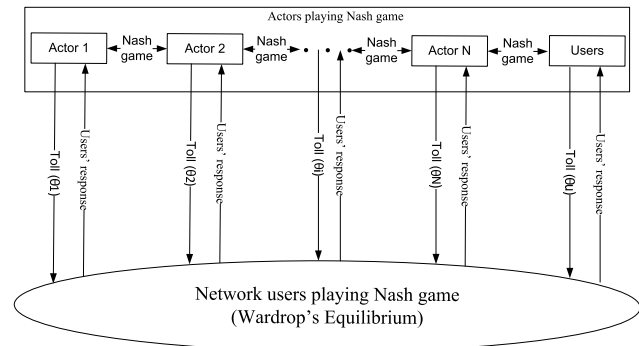 Actors playing Nash game
Actor 1
Nash
game
Actor 2
Nash
game
Nash
game
Actor N
Nash
game
Users
Toll (θ1)
Users' response
Toll (θ2)
Users' response
Toll (θi)
Users' response
Toll (θN)
Users' response
Toll (θu)
Users' response
Network users playing Nash game
(Wardrop's Equilibrium)